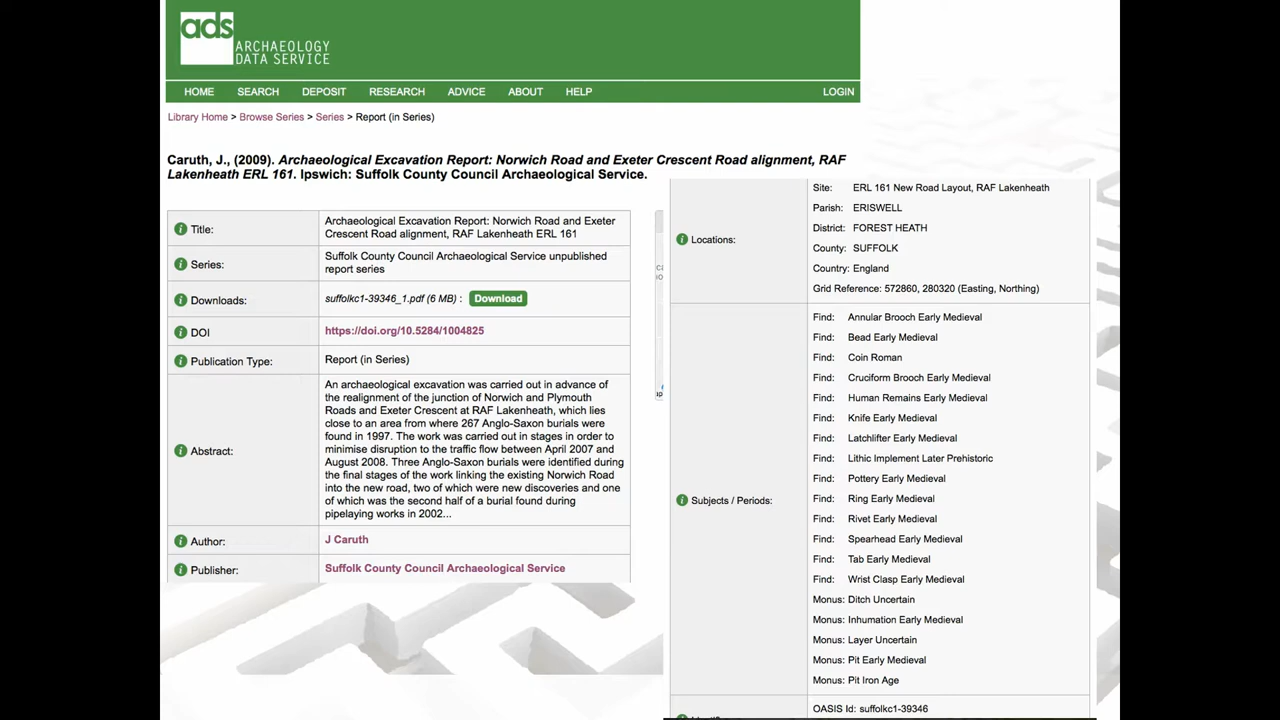 ads
ARCHAEOLOGY
DATA SERVICE
HOME SEARCH DEPOSIT RESEARCH ADVICE ABOUT HELP LOGIN
Library Home > Browse Series > Series > Report (in Series)
Caruth, J., (2009). Archaeological Excavation Report: Norwich Road and Exeter Crescent Road alignment, RAF
Lakenheath ERL 161. Ipswich: Suffolk County Council Archaeological Service.
Title:
Archaeological Excavation Report: Norwich Road and Exeter
Crescent Road alignment, RAF Lakenheath ERL 161
Series:
Suffolk County Council Archaeological Service unpublished
report series
Downloads:
suffolkc1-39346_1.pdf (6 MB) : Download
DOI
https://doi.org/10.5284/1004825
Publication Type:
Report (in Series)
Abstract:
An archaeological excavation was carried out in advance of
the realignment of the junction of Norwich and Plymouth
Roads and Exeter Crescent at RAF Lakenheath, which lies
close to an area from where 267 Anglo-Saxon burials were
found in 1997. The work was carried out in stages in order to
minimise disruption to the traffic flow between April 2007 and
August 2008. Three Anglo-Saxon burials were identified during
the final stages of the work linking the existing Norwich Road
into the new road, two of which were new discoveries and one
of which was the second half of a burial found during
pipelaying works in 2002...
Author:
J Caruth
Publisher:
Suffolk County Council Archaeological Service
Locations:
Site: ERL 161 New Road Layout, RAF Lakenheath
Parish: ERISWELL
District: FOREST HEATH
County: SUFFOLK
Country: England
Grid Reference: 572860, 280320 (Easting, Northing)
Subjects / Periods:
Find: Annular Brooch Early Medieval
Find: Bead Early Medieval
Find: Coin Roman
Find: Cruciform Brooch Early Medieval
Find: Human Remains Early Medieval
Find: Knife Early Medieval
Find: Latchlifter Early Medieval
Find: Lithic Implement Later Prehistoric
Find: Pottery Early Medieval
Find: Ring Early Medieval
Find: Rivet Early Medieval
Find: Spearhead Early Medieval
Find: Tab Early Medieval
Find: Wrist Clasp Early Medieval
Monus: Ditch Uncertain
Monus: Inhumation Early Medieval
Monus: Layer Uncertain
Monus: Pit Early Medieval
Monus: Pit Iron Age
OASIS Id: suffolkc1-39346